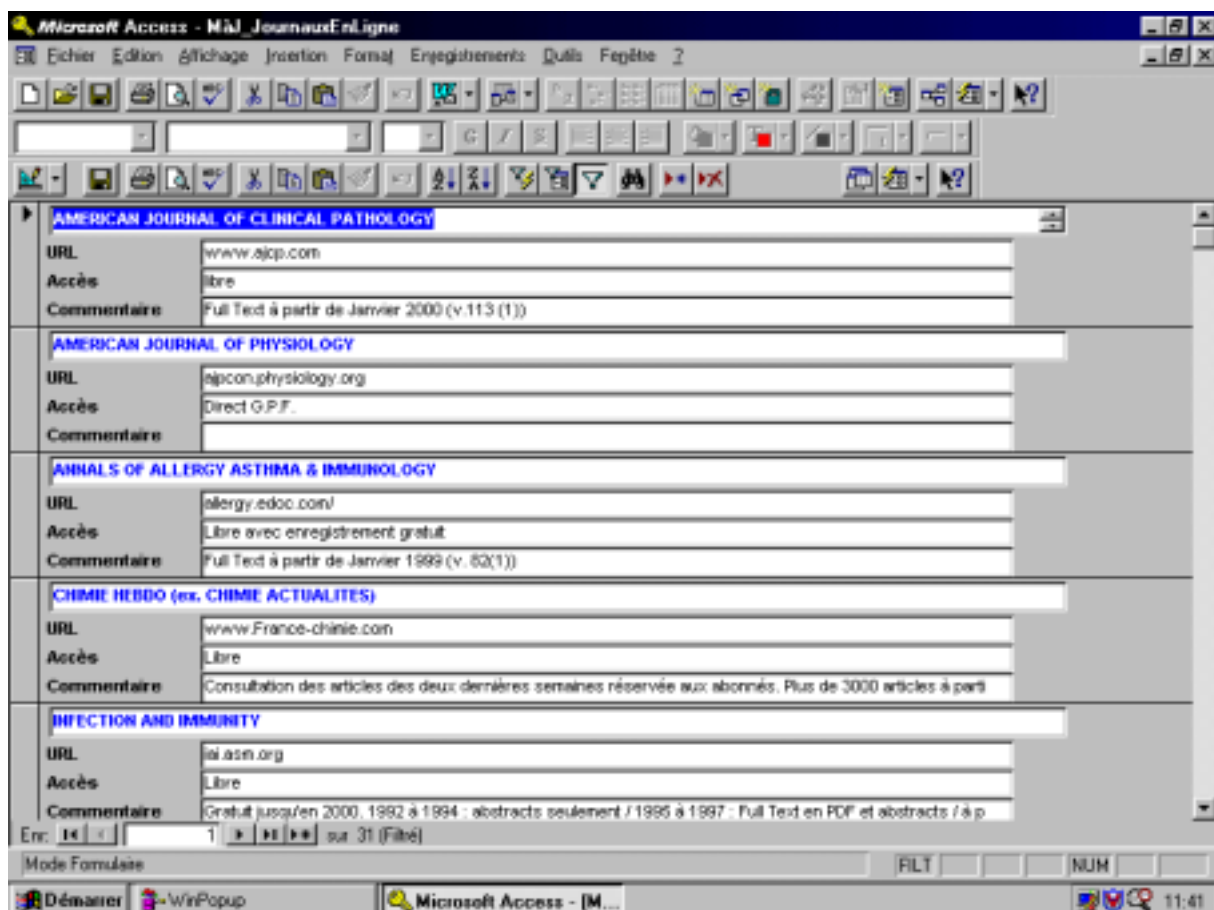 Microsoft Access - MàJ_JournauxEnLigne
Fichier Edition Affichage Insertion Format Enregistrements Outils Fenêtre ?
G I S
AMERICAN JOURNAL OF CLINICAL PATHOLOGY
URL www.ajcp.com
Accès libre
Commentaire Full Text à partir de Janvier 2000 (v.113 (1))
AMERICAN JOURNAL OF PHYSIOLOGY
URL ajpcon.physiology.org
Accès Direct G.P.F.
Commentaire
ANNALS OF ALLERGY ASTHMA & IMMUNOLOGY
URL allergy.edoc.com/
Accès Libre avec enregistrement gratuit
Commentaire Full Text à partir de Janvier 1999 (v. 82(1))
CHIMIE HEBDO (ex. CHIMIE ACTUALITES)
URL www.France-chimie.com
Accès Libre
Commentaire Consultation des articles des deux dernières semaines réservée aux abonnés. Plus de 3000 articles à parti
INFECTION AND IMMUNITY
URL iai.asm.org
Accès Libre
Commentaire Gratuit jusqu'en 2000. 1992 à 1994 : abstracts seulement / 1995 à 1997 : Full Text en PDF et abstracts / à p
Enr: 1 sur 31 (Filtré)
Mode Formulaire FILT NUM
Démarrer WinPopup Microsoft Access - [M... 11:41